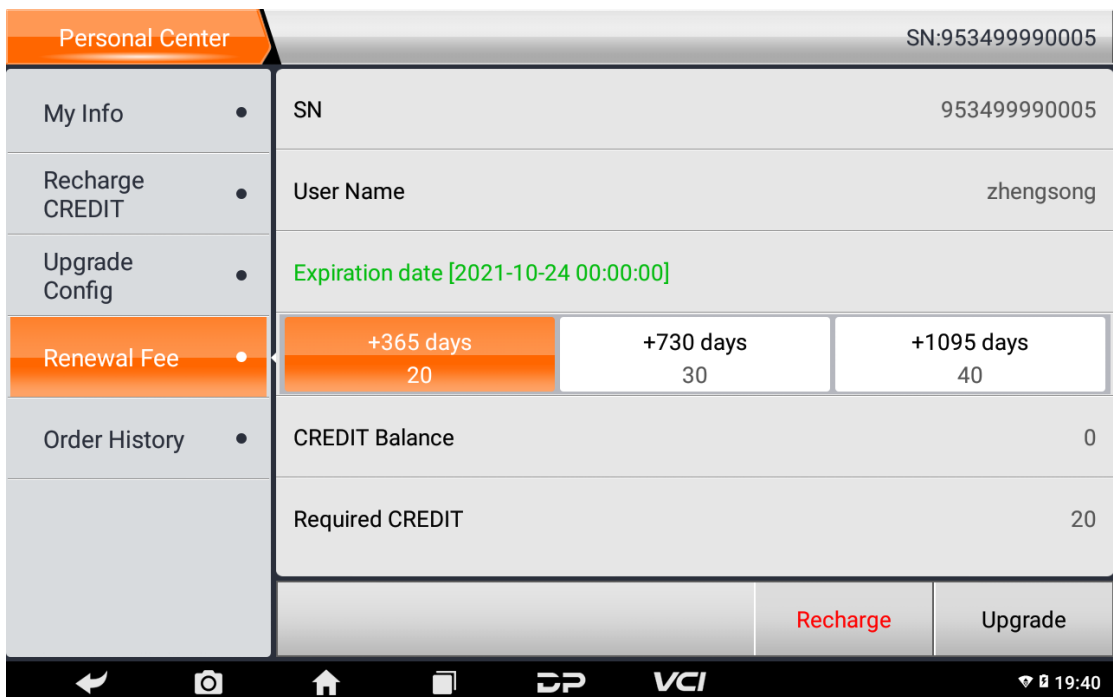 Personal Center
SN:953499990005
My Info
Recharge
CREDIT
Upgrade
Config
Renewal Fee
Order History
SN
953499990005
User Name
zhengsong
Expiration date [2021-10-24 00:00:00]
+365 days
20
+730 days
30
+1095 days
40
CREDIT Balance
0
Required CREDIT
20
Recharge
Upgrade
DP
VCI
19:40